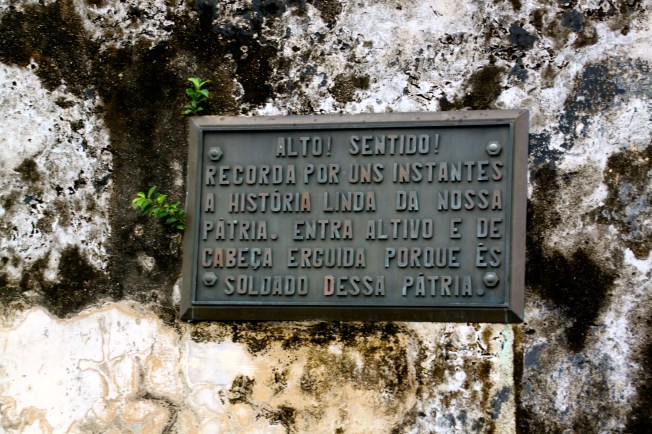 ALTO! SENTIDO!
RECORDA POR UNS INSTANTES
A HISTÓRIA LINDA DA NOSSA
PÁTRIA. ENTRA ALTIVO E DE
CABEÇA ERGUIDA PORQUE ÉS
SOLDADO DESSA PÁTRIA.